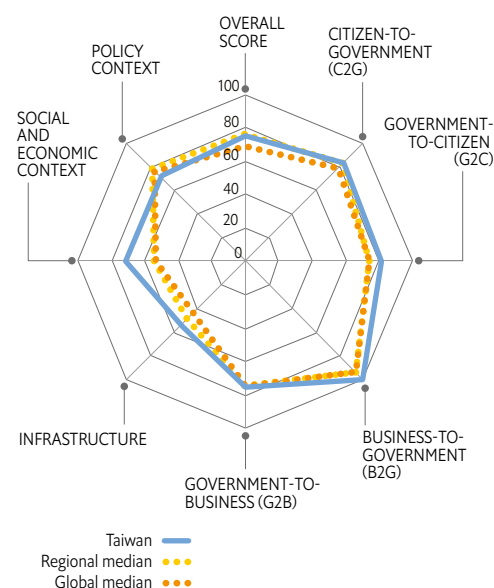 OVERALL
SCORE
CITIZEN-TO-
GOVERNMENT
(C2G)
GOVERNMENT-
TO-CITIZEN
(G2C)
BUSINESS-TO-
GOVERNMENT
(B2G)
GOVERNMENT-TO-
BUSINESS (G2B)
INFRASTRUCTURE
SOCIAL
AND
ECONOMIC
CONTEXT
POLICY
CONTEXT
100
80
60
40
20
0
Taiwan
Regional median
Global median